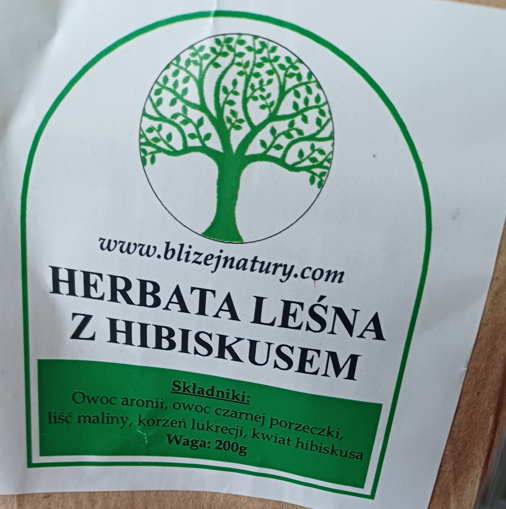 www.blizejnatury.com
HERBATA LEŚNA
Z HIBISKUSEM
Składniki:
Owoc aronii, owoc czarnej porzeczki,
liść maliny, korzeń lukrecji, kwiat hibiskusa
Waga: 200g